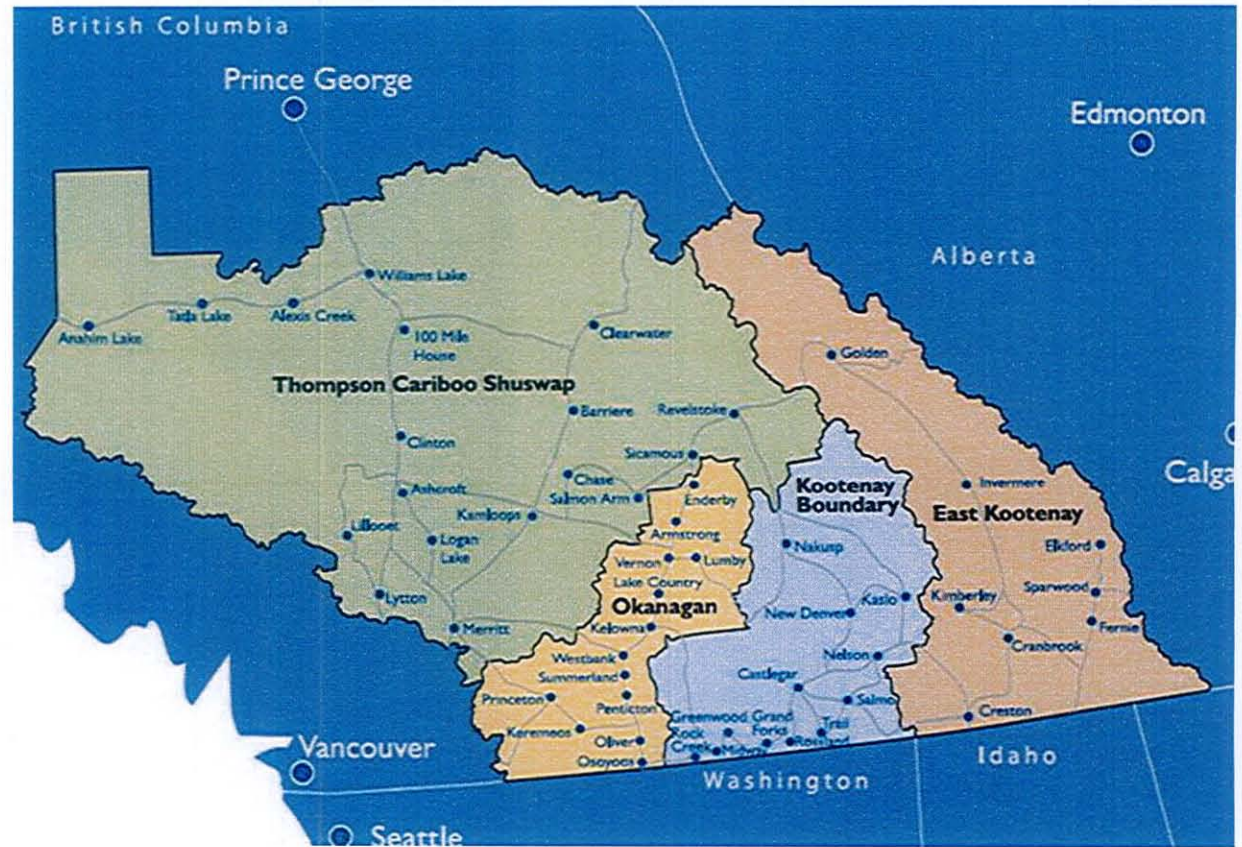 British Columbia
Prince George
Edmonton
Alberta
Williams Lake
Tatla Lake
Alexis Creek
Anahim Lake
100 Mile
House
Clearwater
Golden
Thompson Cariboo Shuswap
Barriere
Revelstoke
Clinton
Sicamous
Calga
Chase
Ashcroft
Salmon Arm
Enderby
Kootenay
Boundary
Invermere
East Kootenay
Kamloops
Lillooet
Armstrong
Logan
Lake
Nakusp
Elkford
Vernon
Lumby
Lake Country
Sparwood
Lytton
Okanagan
New Denver
Kaslo
Kimberley
Merritt
Kelowna
Fernie
Cranbrook
Westbank
Nelson
Summerland
Castlegar
Princeton
Penticton
Salmo
Creston
Greenwood
Grand
Forks
Trail
Keremeos
Rock
Creek
Oliver
Midway
Rossland
Osoyoos
Vancouver
Washington
Idaho
Seattle